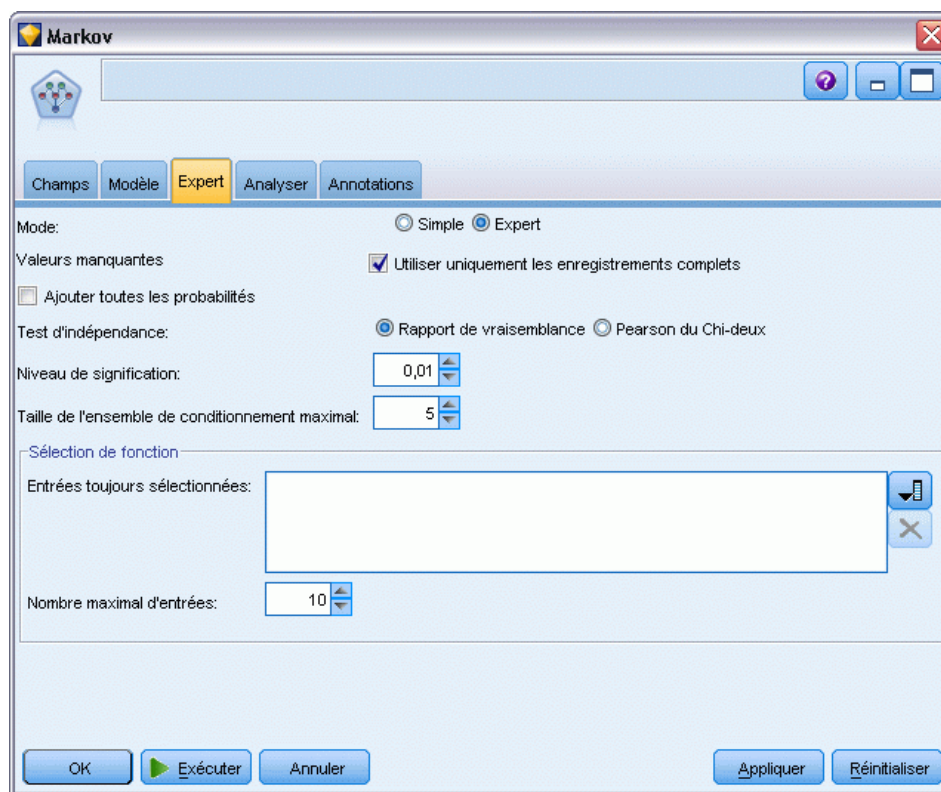 Markov
Champs Modèle Expert Analyser Annotations
Mode: Simple Expert
Valeurs manquantes Utiliser uniquement les enregistrements complets
Ajouter toutes les probabilités
Test d'indépendance: Rapport de vraisemblance Pearson du Chi-deux
Niveau de signification: 0,01
Taille de l'ensemble de conditionnement maximal: 5
Sélection de fonction
Entrées toujours sélectionnées:
Nombre maximal d'entrées: 10
OK Exécuter Annuler Appliquer Réinitialiser